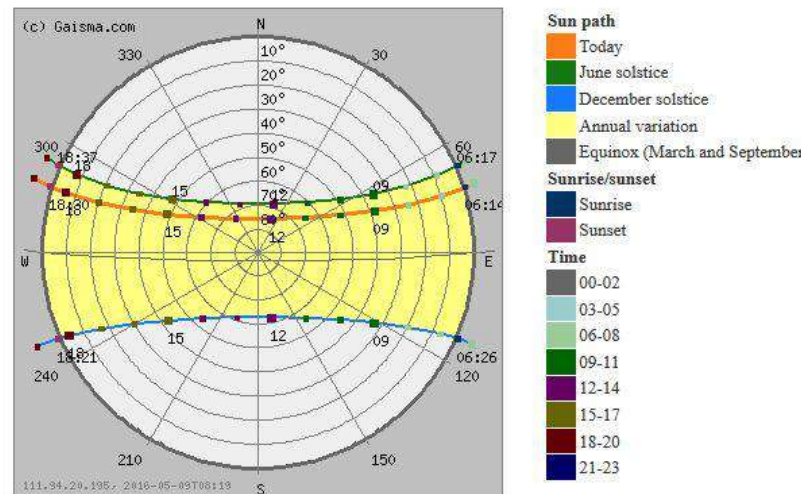 (c) Gaisma.com
N
330
30
10°
20°
30°
40°
50°
60°
300
60
18:37
06:17
18
15
09
18:30
06:14
18
15
12
09
W
E
15
12
09
18:21
06:26
240
120
210
150
S
111.94.20.195, 2016-05-09T08:19
Sun path
Today
June solstice
December solstice
Annual variation
Equinox (March and September
Sunrise/sunset
Sunrise
Sunset
Time
00-02
03-05
06-08
09-11
12-14
15-17
18-20
21-23